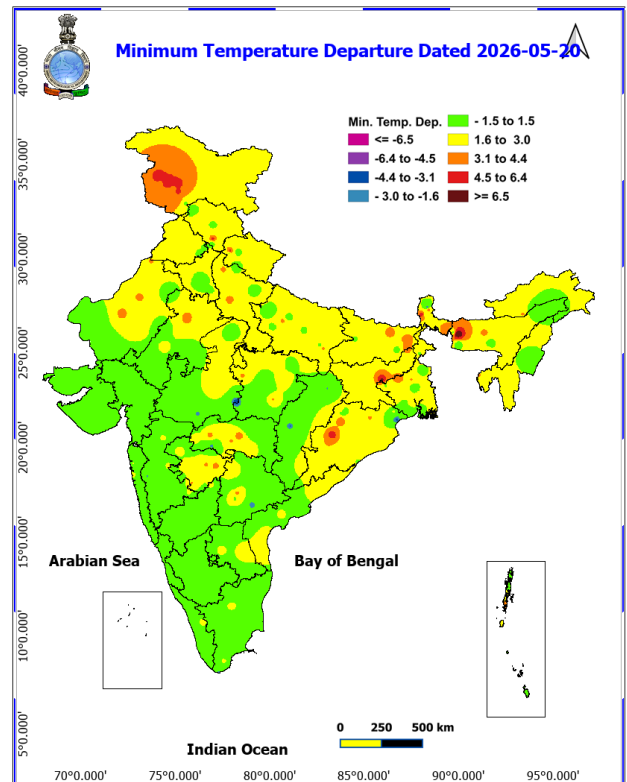 Minimum Temperature Departure Dated 2026-05-20
40°0.000'
Min. Temp. Dep.
<= -6.5
-6.4 to -4.5
-4.4 to -3.1
- 3.0 to -1.6
- 1.5 to 1.5
1.6 to 3.0
3.1 to 4.4
4.5 to 6.4
>= 6.5
35°0.000'
30°0.000'
25°0.000'
20°0.000'
15°0.000'
Arabian Sea
Bay of Bengal
10°0.000'
5°0.000'
0 250 500 km
Indian Ocean
70°0.000' 75°0.000' 80°0.000' 85°0.000' 90°0.000' 95°0.000'